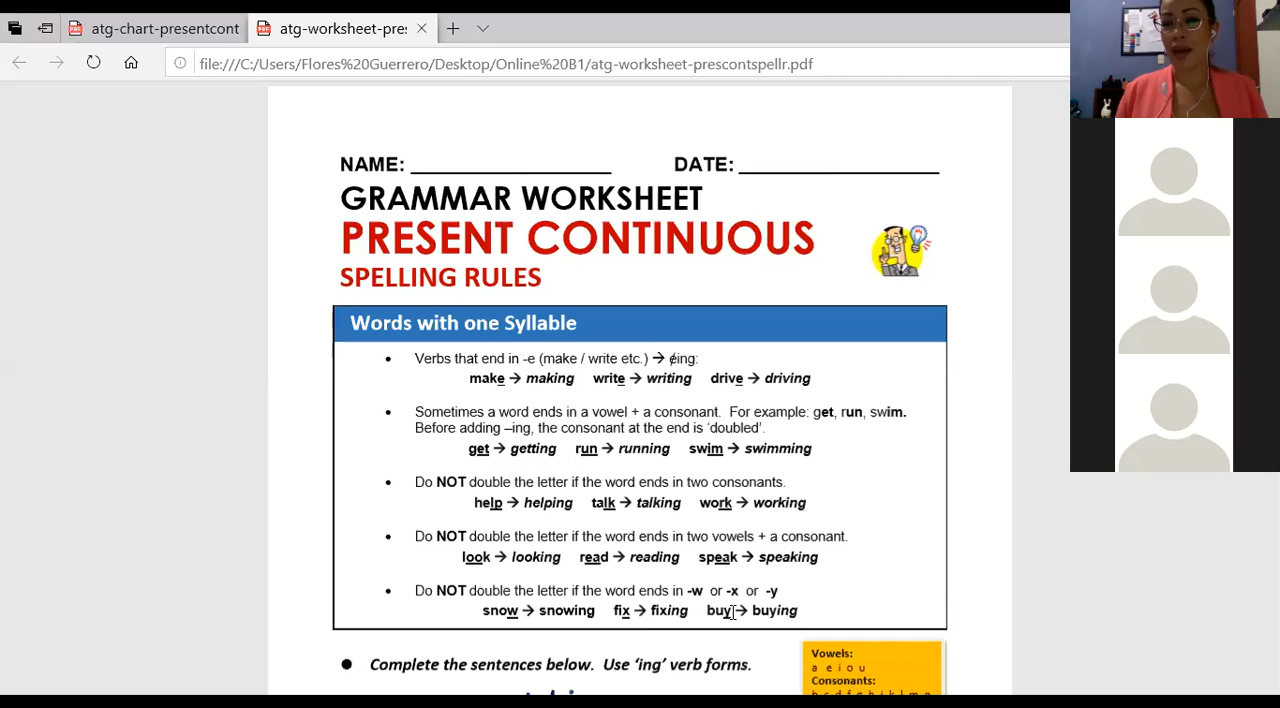 atg-chart-presentcont
atg-worksheet-pres
file:///C:/Users/Flores%20Guerrero/Desktop/Online%20B1/atg-worksheet-prescontspellr.pdf
NAME: DATE:
GRAMMAR WORKSHEET
PRESENT CONTINUOUS
SPELLING RULES
Words with one Syllable
• Verbs that end in -e (make / write etc.) → eing:
make → making write → writing drive → driving
• Sometimes a word ends in a vowel + a consonant. For example: get, run, swim.
Before adding –ing, the consonant at the end is ‘doubled’.
get → getting run → running swim → swimming
• Do NOT double the letter if the word ends in two consonants.
help → helping talk → talking work → working
• Do NOT double the letter if the word ends in two vowels + a consonant.
look → looking read → reading speak → speaking
• Do NOT double the letter if the word ends in -w or -x or -y
snow → snowing fix → fixing buy → buying
● Complete the sentences below. Use ‘ing’ verb forms.
Vowels:
a e i o u
Consonants: